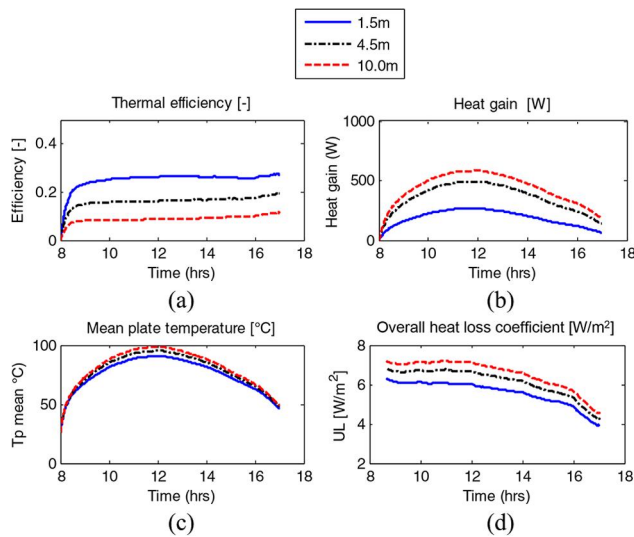 1.5m
4.5m
10.0m
Thermal efficiency [-]
Efficiency [-]
0.4
0.2
0
8 10 12 14 16 18
Time (hrs)
(a)
Heat gain [W]
Heat gain (W)
1000
500
0
8 10 12 14 16 18
Time (hrs)
(b)
Mean plate temperature [°C]
Tp mean °C)
100
50
0
8 10 12 14 16 18
Time (hrs)
(c)
Overall heat loss coefficient [W/m²]
UL [W/m²]
8
6
4
2
8 10 12 14 16 18
Time (hrs)
(d)